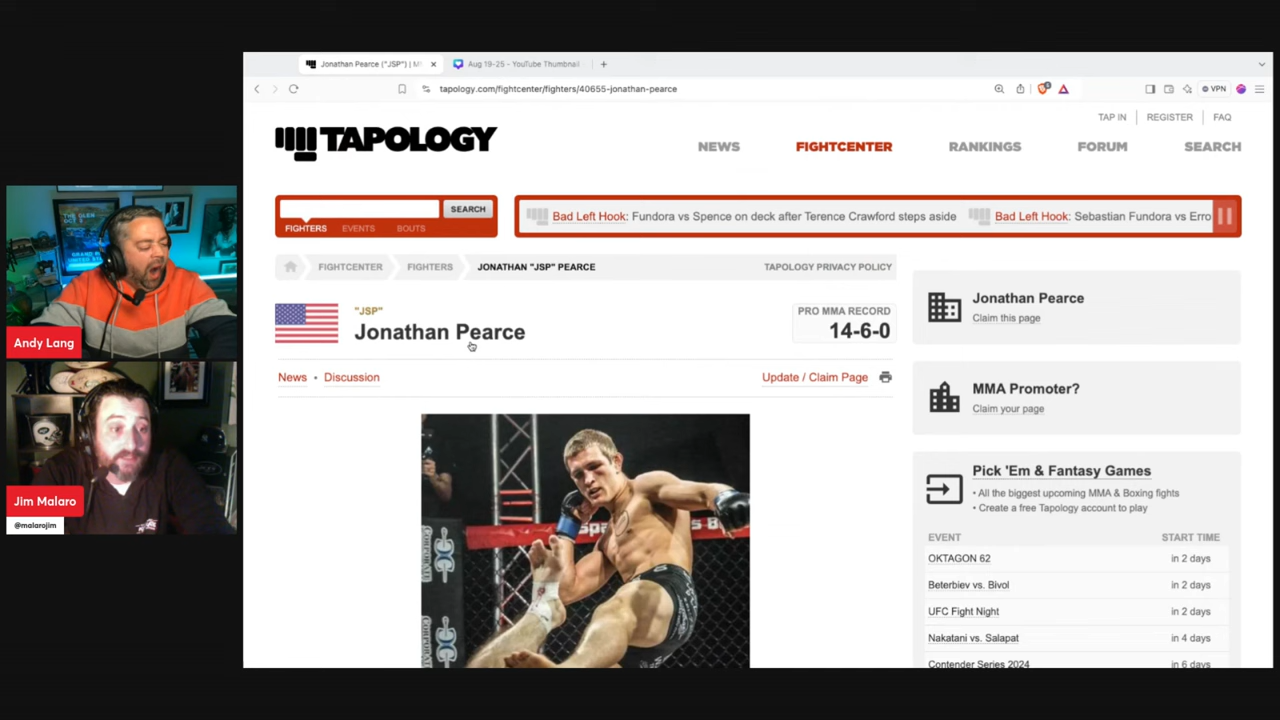 Jonathan Pearce ("JSP") | M
Aug 19-25 - YouTube Thumbnail
tapology.com/fightcenter/fighters/40655-jonathan-pearce
VPN
TAP IN
REGISTER
FAQ
TAPOLOGY
NEWS
FIGHTCENTER
RANKINGS
FORUM
SEARCH
SEARCH
FIGHTERS
EVENTS
BOUTS
Bad Left Hook: Fundora vs Spence on deck after Terence Crawford steps aside
Bad Left Hook: Sebastian Fundora vs Erro
FIGHTCENTER
FIGHTERS
JONATHAN "JSP" PEARCE
TAPOLOGY PRIVACY POLICY
"JSP"
Jonathan Pearce
PRO MMA RECORD
14-6-0
News • Discussion
Update / Claim Page
Jonathan Pearce
Claim this page
MMA Promoter?
Claim your page
Pick 'Em & Fantasy Games
• All the biggest upcoming MMA & Boxing fights
• Create a free Tapology account to play
EVENT START TIME
OKTAGON 62 in 2 days
Beterbiev vs. Bivol in 2 days
UFC Fight Night in 2 days
Nakatani vs. Salapat in 4 days
Contender Series 2024 in 6 days
Andy Lang
Jim Malaro
@malarojim